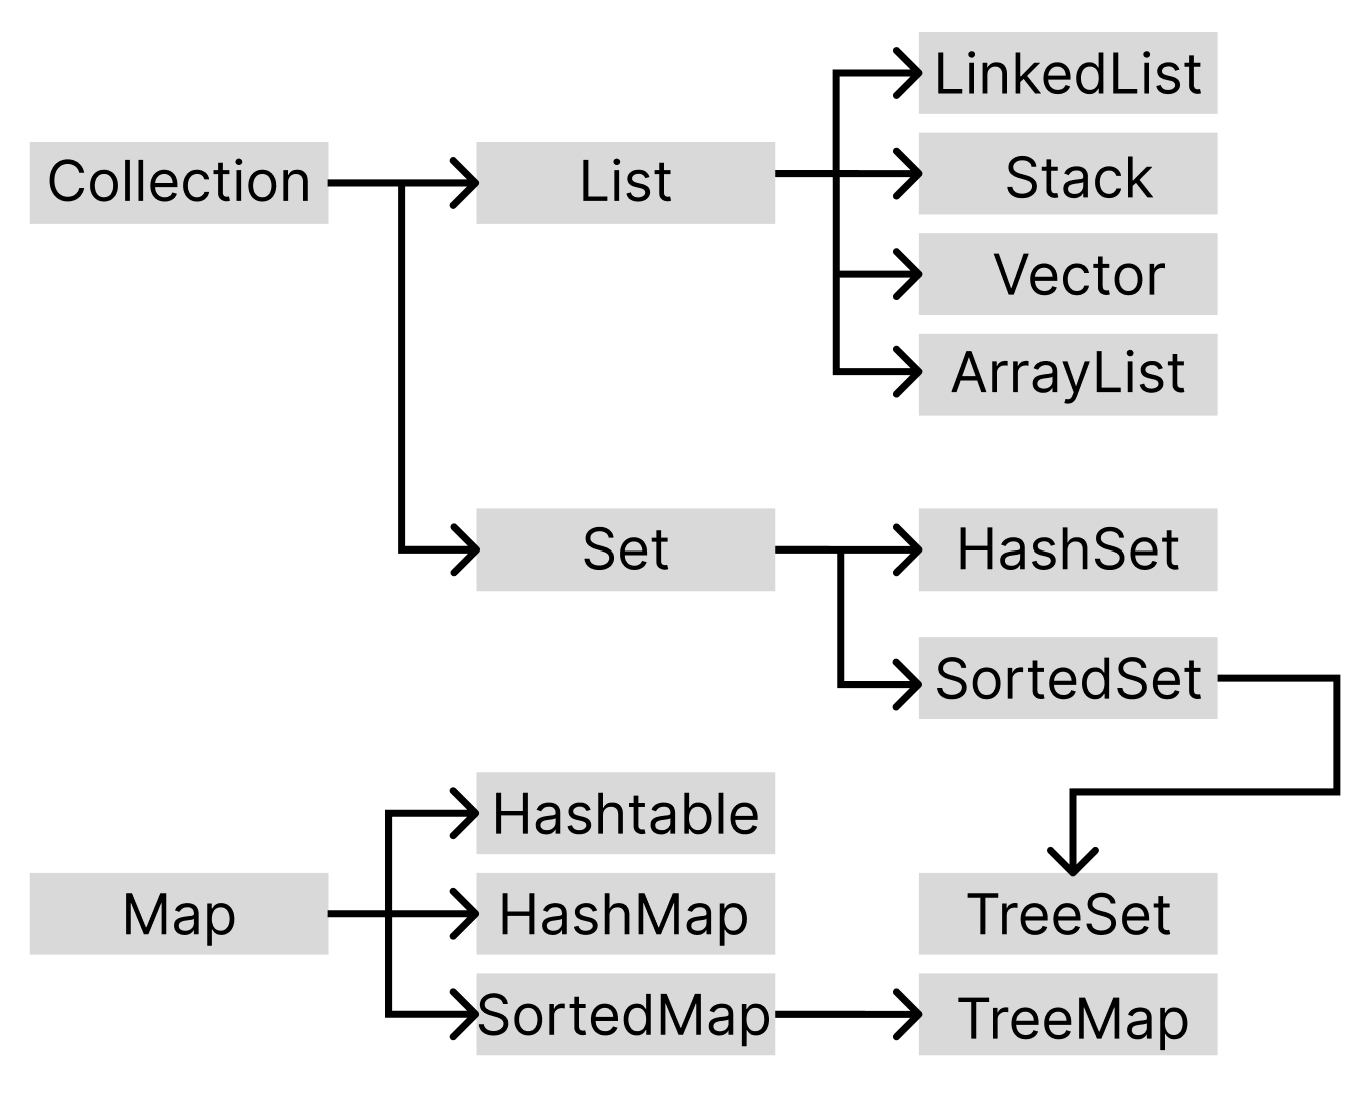 Collection
List
LinkedList
Stack
Vector
ArrayList
Set
HashSet
SortedSet
Map
Hashtable
HashMap
SortedMap
TreeSet
TreeMap